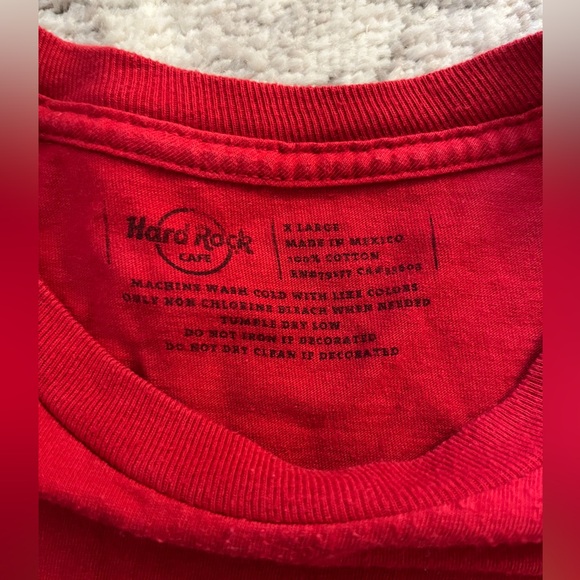 Hard Rock
CAFE
X LARGE
MADE IN MEXICO
100% COTTON
MACHINE WASH COLD WITH LIKE COLORS
ONLY NON CHLORINE BLEACH WHEN NEEDED
TUMBLE DRY LOW
DO NOT IRON IF DECORATED
DO NOT DRY CLEAN IF DECORATED